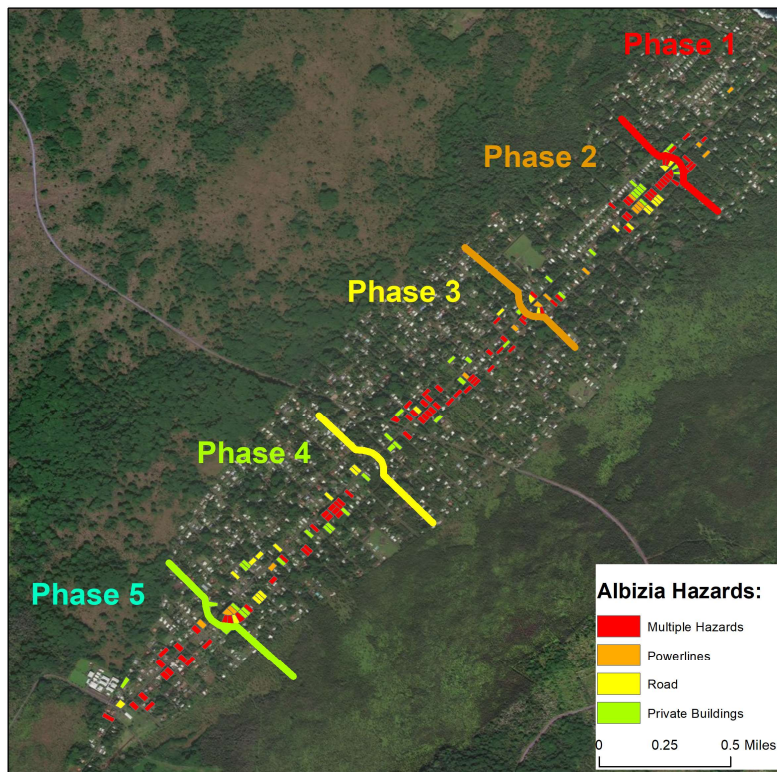 Phase 1
Phase 2
Phase 3
Phase 4
Phase 5
Albizia Hazards:
Multiple Hazards
Powerlines
Road
Private Buildings
0 0.25 0.5 Miles